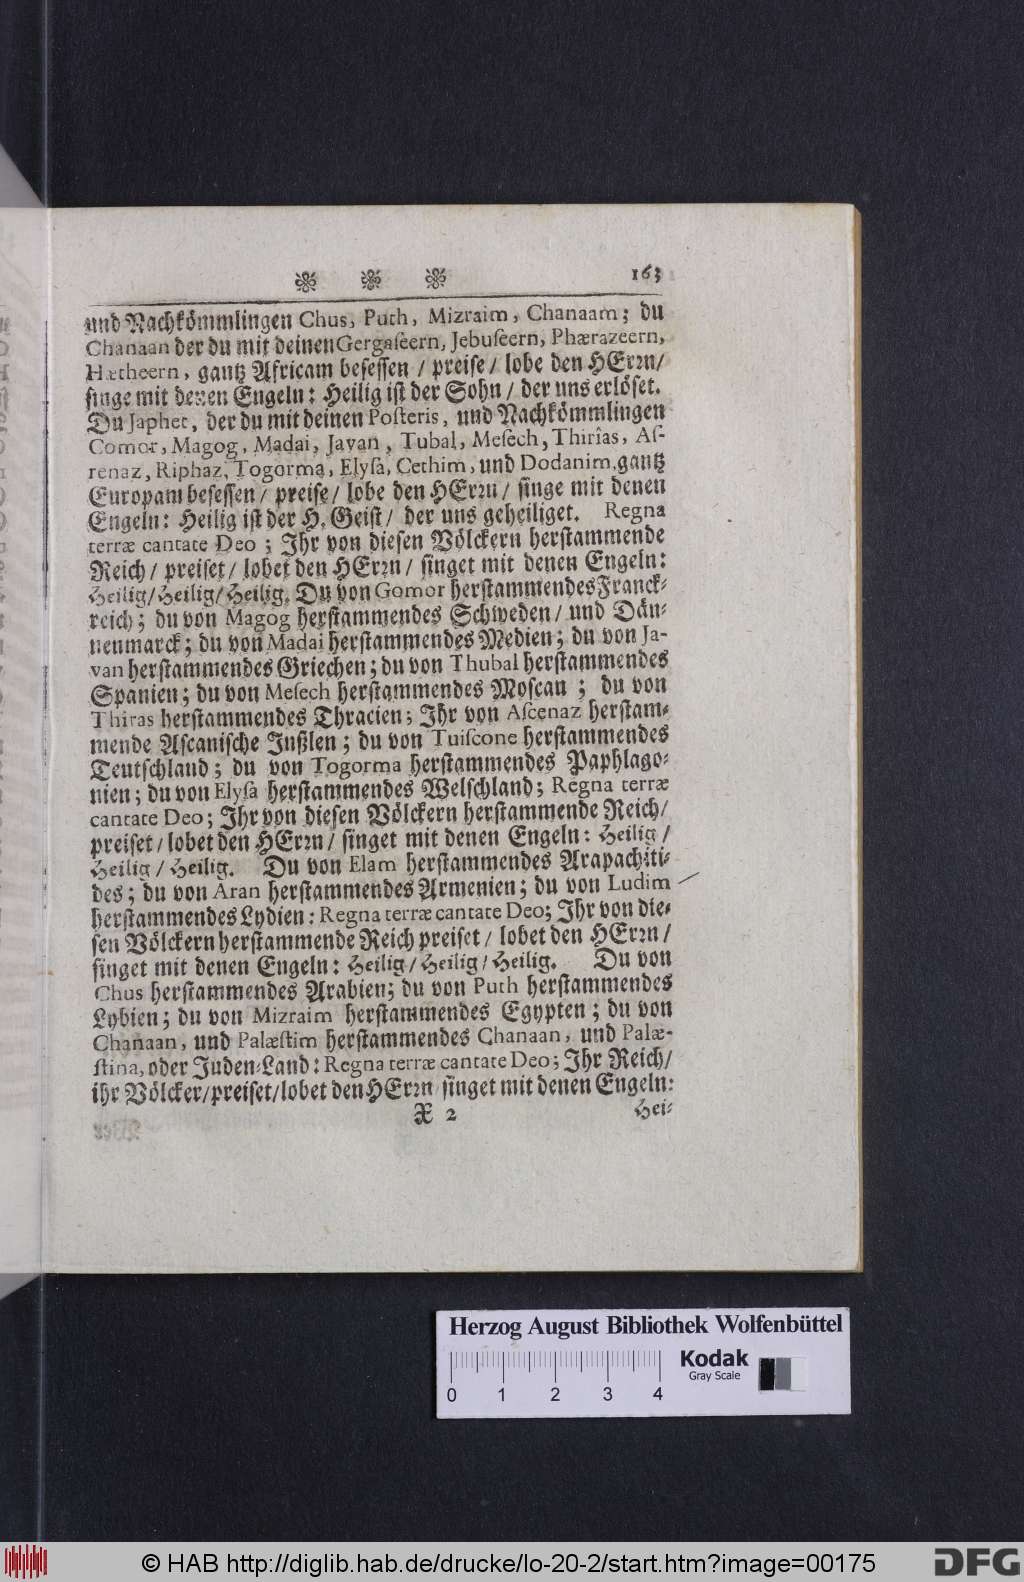 ❃ ❃ ❃ 163
und Nachkömmlingen Chus, Puth, Mizraim, Chanaam; du
Chanaan der du mit deinen Gergaſeern, Jebuſeern, Phærazeern,
Hætheern, gantz Africam beſeſſen / preiſe / lobe den HErꝛn/
ſinge mit denen Engeln: Heilig iſt der Sohn / der uns erlöſet.
Du Japhet, der du mit deinen Poſteris, und Nachkömmlingen
Comor, Magog, Madai, Javan, Tubal, Meſech, Thirîas, Aſ-
renaz, Riphaz, Togorma, Elyſa, Cethim, und Dodanim, gantz
Europam beſeſſen / preiſe / lobe den HErꝛn / ſinge mit denen
Engeln: Heilig iſt der H. Geiſt / der uns geheiliget. Regna
terræ cantate Deo; Ihr von dieſen Völckern herſtammende
Reich / preiſet / lobet den HErꝛn / ſinget mit denen Engeln:
Heilig / Heilig / Heilig. Du von Gomor herſtammendes Franck-
reich; du von Magog herſtammendes Schweden / und Dän-
nenmarck; du von Madai herſtammendes Medien; du von Ja-
van herſtammendes Griechen; du von Thubal herſtammendes
Spanien; du von Meſech herſtammendes Moſcau; du von
Thiras herſtammendes Thracien; Ihr von Aſcenaz herſtam-
mende Aſcaniſche Inßlen; du von Tuiſcone herſtammendes
Teutſchland; du von Togorma herſtammendes Paphlago-
nien; du von Elyſa herſtammendes Welſchland; Regna terræ
cantate Deo; Ihr von dieſen Völckern herſtammende Reich/
preiſet / lobet den HErꝛn / ſinget mit denen Engeln: Heilig /
Heilig / Heilig. Du von Elam herſtammendes Arapachiti-
des; du von Aran herſtammendes Armenien; du von Ludim
herſtammendes Lydien: Regna terræ cantate Deo; Ihr von die-
ſen Völckern herſtammende Reich preiſet / lobet den HErꝛn /
ſinget mit denen Engeln: Heilig / Heilig / Heilig. Du von
Chus herſtammendes Arabien; du von Puth herſtammendes
Lybien; du von Mizraim herſtammendes Egypten; du von
Chanaan, und Palæſtim herſtammendes Chanaan, und Palæ-
ſtina, oder Juden-Land: Regna terræ cantate Deo; Ihr Reich/
ihr Völcker/preiſet/lobet den HErꝛn ſinget mit denen Engeln:
X 2 Hei-
Herzog August Bibliothek Wolfenbüttel
Kodak
Gray Scale
0 1 2 3 4
© HAB http://diglib.hab.de/drucke/lo-20-2/start.htm?image=00175
DFG